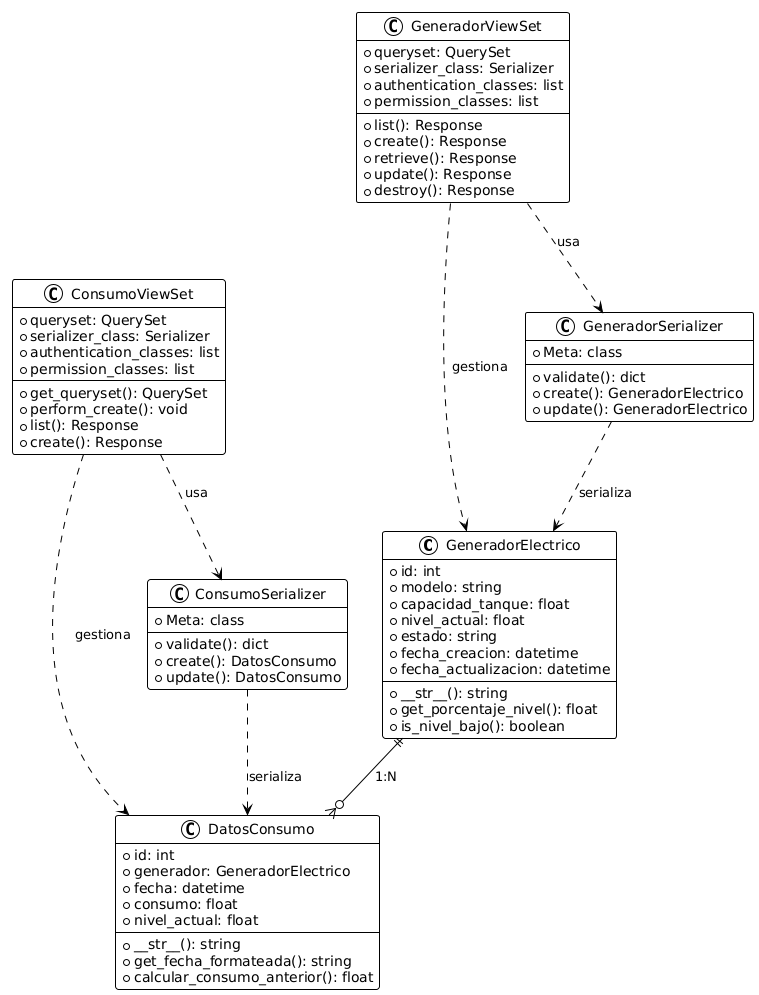 C GeneradorViewSet
queryset: QuerySet
serializer_class: Serializer
authentication_classes: list
permission_classes: list
list(): Response
create(): Response
retrieve(): Response
update(): Response
destroy(): Response
usa
gestiona
C ConsumoViewSet
queryset: QuerySet
serializer_class: Serializer
authentication_classes: list
permission_classes: list
get_queryset(): QuerySet
perform_create(): void
list(): Response
create(): Response
C GeneradorSerializer
Meta: class
validate(): dict
create(): GeneradorElectrico
update(): GeneradorElectrico
usa
serializa
gestiona
C ConsumoSerializer
Meta: class
validate(): dict
create(): DatosConsumo
update(): DatosConsumo
C GeneradorElectrico
id: int
modelo: string
capacidad_tanque: float
nivel_actual: float
estado: string
fecha_creacion: datetime
fecha_actualizacion: datetime
__str__(): string
get_porcentaje_nivel(): float
is_nivel_bajo(): boolean
serializa
1:N
C DatosConsumo
id: int
generador: GeneradorElectrico
fecha: datetime
consumo: float
nivel_actual: float
__str__(): string
get_fecha_formateada(): string
calcular_consumo_anterior(): float